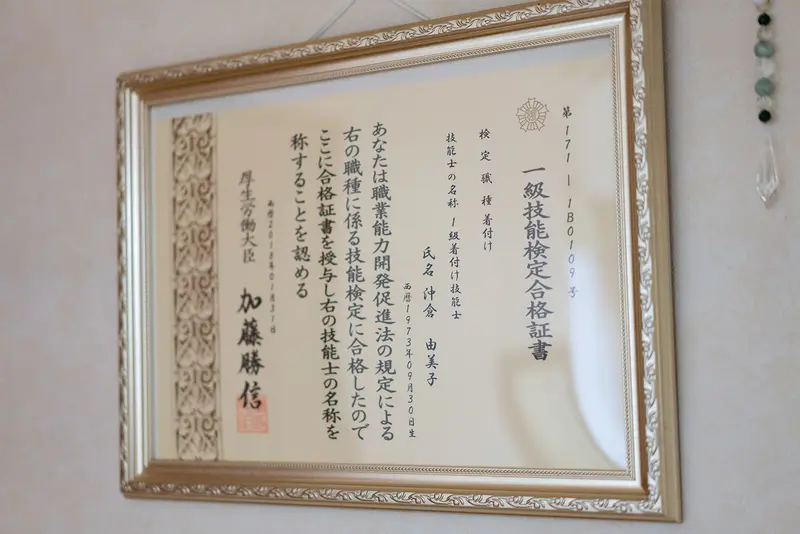 第171-1B0109号
一級技能検定合格証書
検定職種 着付け
技能士の名称 1級着付け技能士
氏名 沖倉 由美子
西暦1973年09月30日生
あなたは職業能力開発促進法の規定による
右の職種に係る技能検定に合格したので
ここに合格証書を授与し右の技能士の名称を
称することを認める
西暦2018年01月31日
厚生労働大臣 加藤勝信